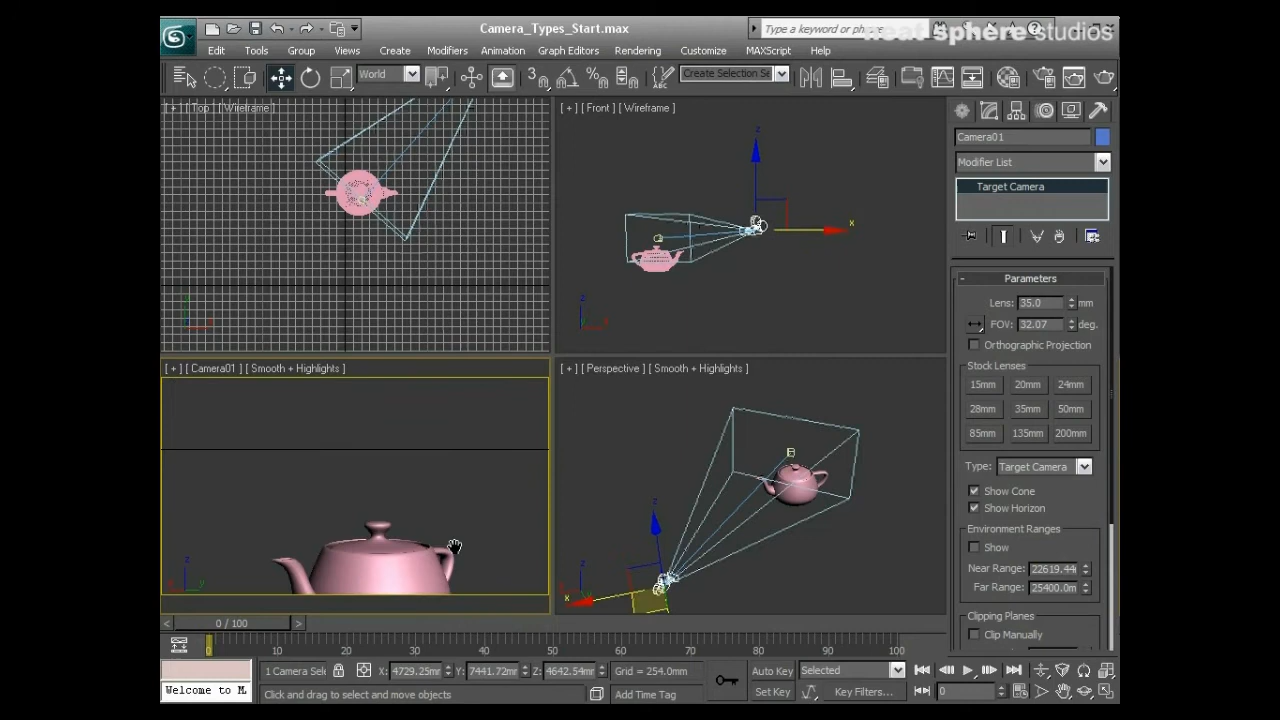 Camera_Types_Start.max
Type a keyword or phrase
neat sphere studios
Edit Tools Group Views Create Modifiers Animation Graph Editors Rendering Customize MAXScript Help
World
3
Create Selection Se
[ + ] [ Top ] [ Wireframe ]
[ + ] [ Front ] [ Wireframe ]
z
x
z
[ + ] [ Camera01 ] [ Smooth + Highlights ]
[ + ] [ Perspective ] [ Smooth + Highlights ]
z
z
y
z
x
Camera01
Modifier List
Target Camera
- Parameters
Lens: 35.0 mm
FOV: 32.07 deg.
Orthographic Projection
Stock Lenses
15mm 20mm 24mm
28mm 35mm 50mm
85mm 135mm 200mm
Type: Target Camera
Show Cone
Show Horizon
Environment Ranges
Show
Near Range: 22619.44
Far Range: 25400.0m
Clipping Planes
Clip Manually
< 0 / 100 >
0 10 20 30 40 50 60 70 80 90 100
1 Camera Sel X: 4729.25m Y: 7441.72m Z: 4642.54m Grid = 254.0mm Auto Key Selected
Welcome to M Click and drag to select and move objects Add Time Tag Set Key Key Filters... 0